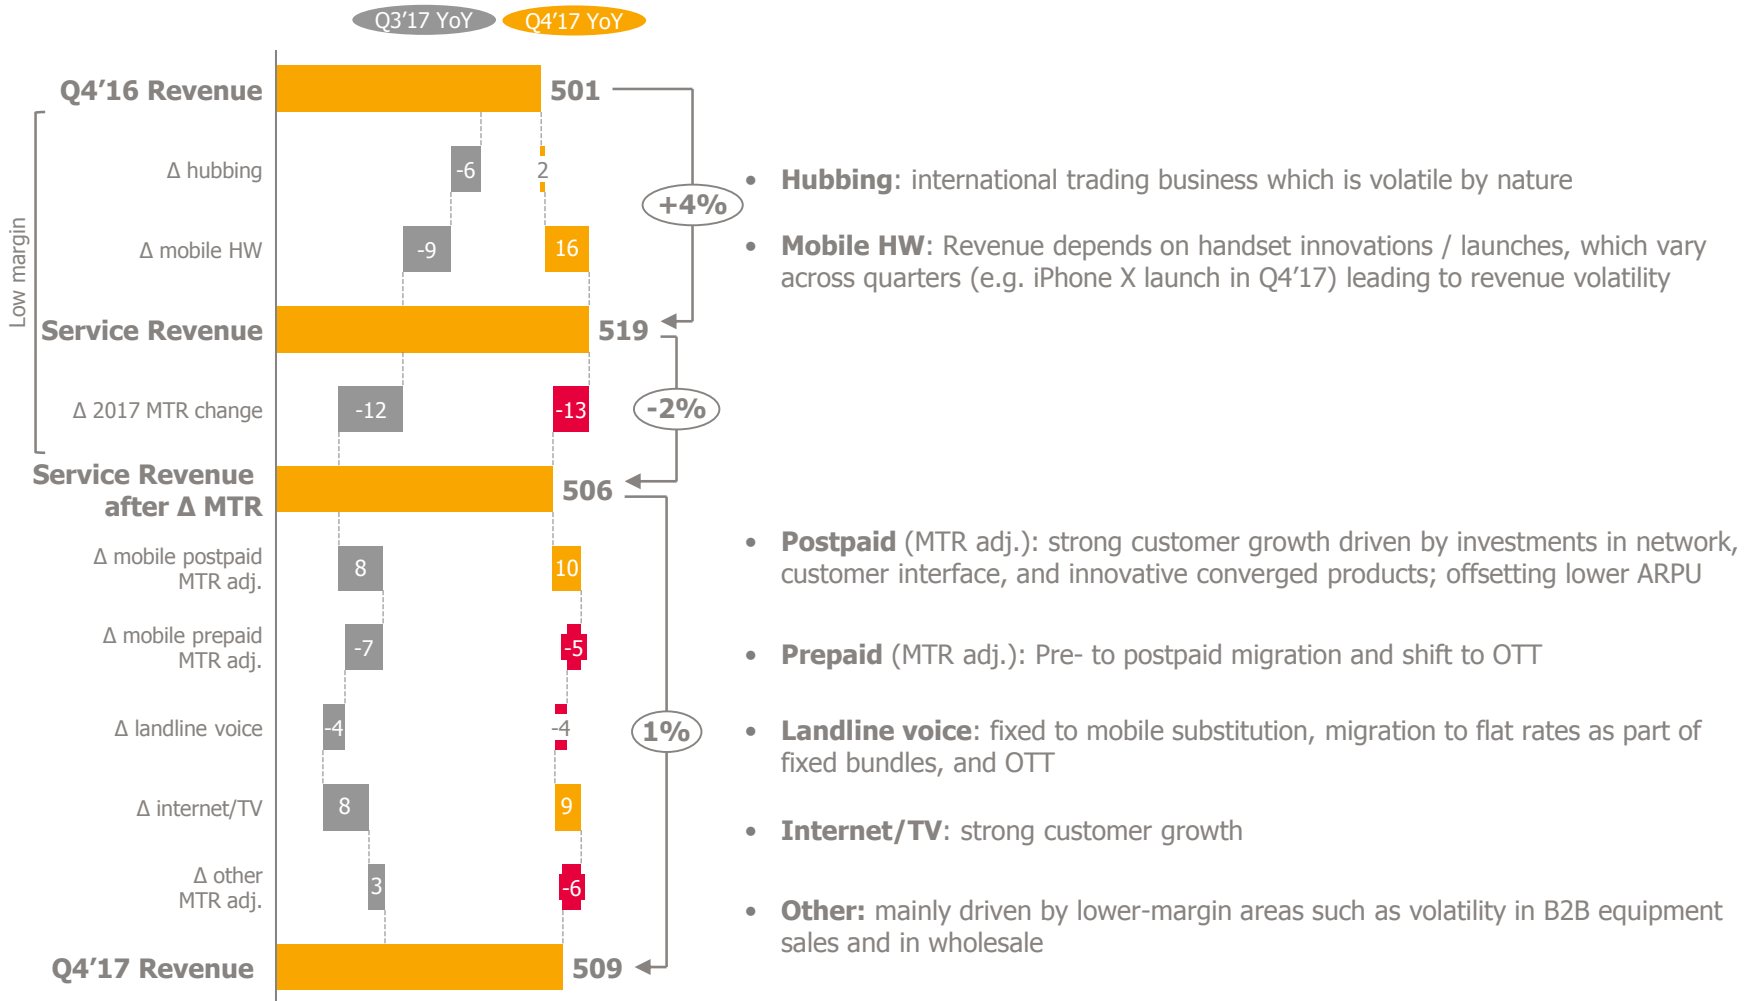 Q3'17 YoY
Q4'17 YoY
Q4'16 Revenue
501
Δ hubbing
-6
2
+4%
• Hubbing: international trading business which is volatile by nature
Low margin
Δ mobile HW
-9
16
• Mobile HW: Revenue depends on handset innovations / launches, which vary
across quarters (e.g. iPhone X launch in Q4'17) leading to revenue volatility
Service Revenue
519
Δ 2017 MTR change
-12
-13
-2%
Service Revenue
after Δ MTR
506
Δ mobile postpaid
MTR adj.
8
10
• Postpaid (MTR adj.): strong customer growth driven by investments in network,
customer interface, and innovative converged products; offsetting lower ARPU
Δ mobile prepaid
MTR adj.
-7
-5
• Prepaid (MTR adj.): Pre- to postpaid migration and shift to OTT
Δ landline voice
-4
-4
1%
• Landline voice: fixed to mobile substitution, migration to flat rates as part of
fixed bundles, and OTT
Δ internet/TV
8
9
• Internet/TV: strong customer growth
Δ other
MTR adj.
3
-6
• Other: mainly driven by lower-margin areas such as volatility in B2B equipment
sales and in wholesale
Q4'17 Revenue
509